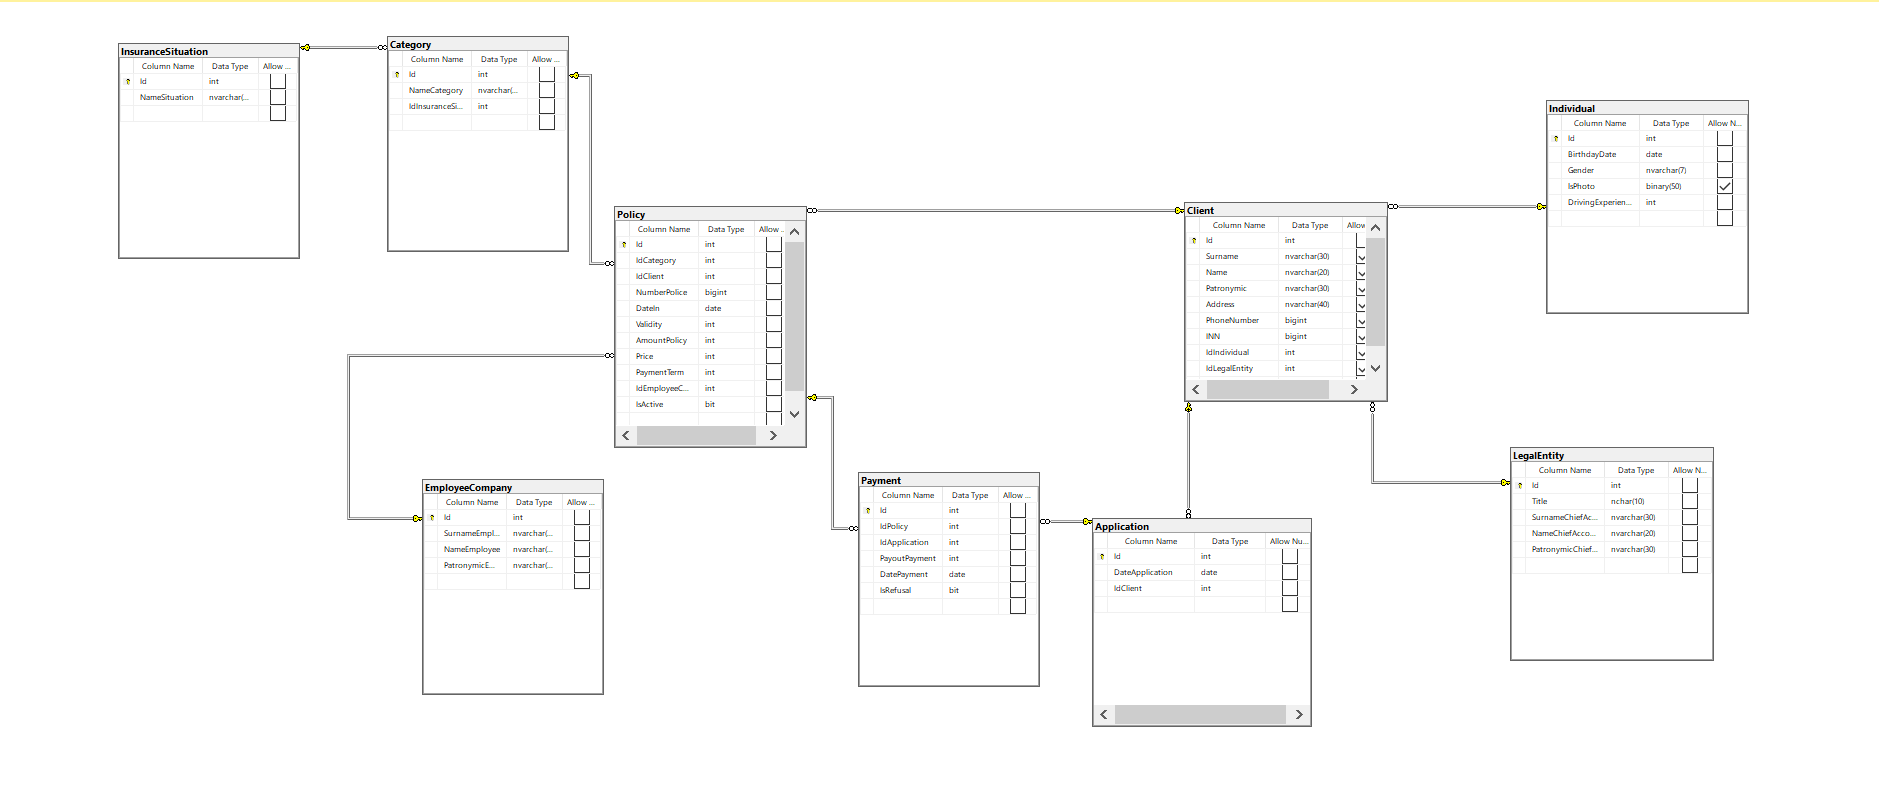 InsuranceSituation
Column Name Data Type Allow ...
Id int
NameSituation nvarchar(...
Category
Column Name Data Type Allow ...
Id int
NameCategory nvarchar(...
IdInsuranceSi... int
Individual
Column Name Data Type Allow N...
Id int
BirthdayDate date
Gender nvarchar(7)
IsPhoto binary(50)
DrivingExperien... int
Policy
Column Name Data Type Allow ..
Id int
IdCategory int
IdClient int
NumberPolice bigint
DateIn date
Validity int
AmountPolicy int
Price int
PaymentTerm int
IdEmployeeC... int
IsActive bit
Client
Column Name Data Type Allow
Id int
Surname nvarchar(30)
Name nvarchar(20)
Patronymic nvarchar(30)
Address nvarchar(40)
PhoneNumber bigint
INN bigint
IdIndividual int
IdLegalEntity int
EmployeeCompany
Column Name Data Type Allow ...
Id int
SurnameEmpl... nvarchar(...
NameEmployee nvarchar(...
PatronymicE... nvarchar(...
Payment
Column Name Data Type Allow ...
Id int
IdPolicy int
IdApplication int
PayoutPayment int
DatePayment date
IsRefusal bit
Application
Column Name Data Type Allow Nu...
Id int
DateApplication date
IdClient int
LegalEntity
Column Name Data Type Allow N...
Id int
Title nchar(10)
SurnameChiefAc... nvarchar(30)
NameChiefAcco... nvarchar(20)
PatronymicChief... nvarchar(30)